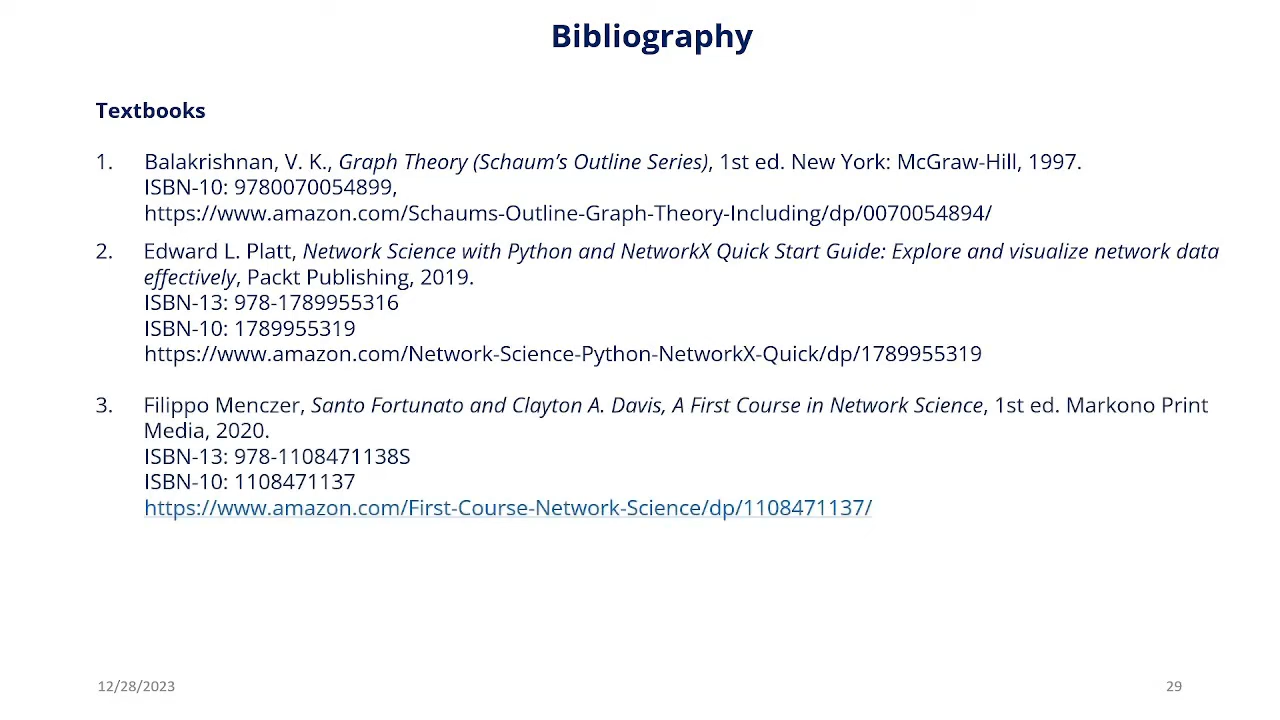 Bibliography
Textbooks
1. Balakrishnan, V. K., Graph Theory (Schaum’s Outline Series), 1st ed. New York: McGraw-Hill, 1997.
ISBN-10: 9780070054899,
https://www.amazon.com/Schaums-Outline-Graph-Theory-Including/dp/0070054894/
2. Edward L. Platt, Network Science with Python and NetworkX Quick Start Guide: Explore and visualize network data
effectively, Packt Publishing, 2019.
ISBN-13: 978-1789955316
ISBN-10: 1789955319
https://www.amazon.com/Network-Science-Python-NetworkX-Quick/dp/1789955319
3. Filippo Menczer, Santo Fortunato and Clayton A. Davis, A First Course in Network Science, 1st ed. Markono Print
Media, 2020.
ISBN-13: 978-1108471138S
ISBN-10: 1108471137
https://www.amazon.com/First-Course-Network-Science/dp/1108471137/
12/28/2023
29